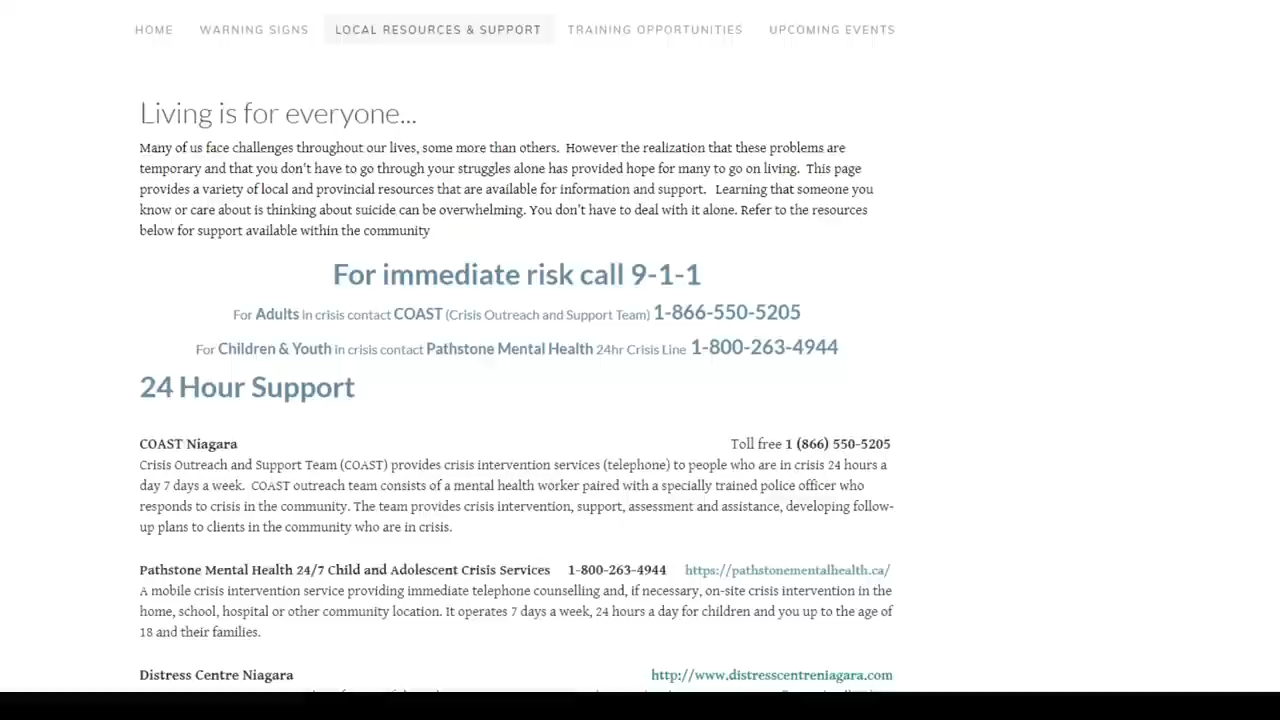 HOME WARNING SIGNS LOCAL RESOURCES & SUPPORT TRAINING OPPORTUNITIES UPCOMING EVENTS
Living is for everyone...
Many of us face challenges throughout our lives, some more than others. However the realization that these problems are
temporary and that you don't have to go through your struggles alone has provided hope for many to go on living. This page
provides a variety of local and provincial resources that are available for information and support. Learning that someone you
know or care about is thinking about suicide can be overwhelming. You don't have to deal with it alone. Refer to the resources
below for support available within the community
For immediate risk call 9-1-1
For Adults in crisis contact COAST (Crisis Outreach and Support Team) 1-866-550-5205
For Children & Youth in crisis contact Pathstone Mental Health 24hr Crisis Line 1-800-263-4944
24 Hour Support
COAST Niagara Toll free 1 (866) 550-5205
Crisis Outreach and Support Team (COAST) provides crisis intervention services (telephone) to people who are in crisis 24 hours a
day 7 days a week. COAST outreach team consists of a mental health worker paired with a specially trained police officer who
responds to crisis in the community. The team provides crisis intervention, support, assessment and assistance, developing follow-
up plans to clients in the community who are in crisis.
Pathstone Mental Health 24/7 Child and Adolescent Crisis Services 1-800-263-4944 https://pathstonementalhealth.ca/
A mobile crisis intervention service providing immediate telephone counselling and, if necessary, on-site crisis intervention in the
home, school, hospital or other community location. It operates 7 days a week, 24 hours a day for children and you up to the age of
18 and their families.
Distress Centre Niagara http://www.distresscentreniagara.com